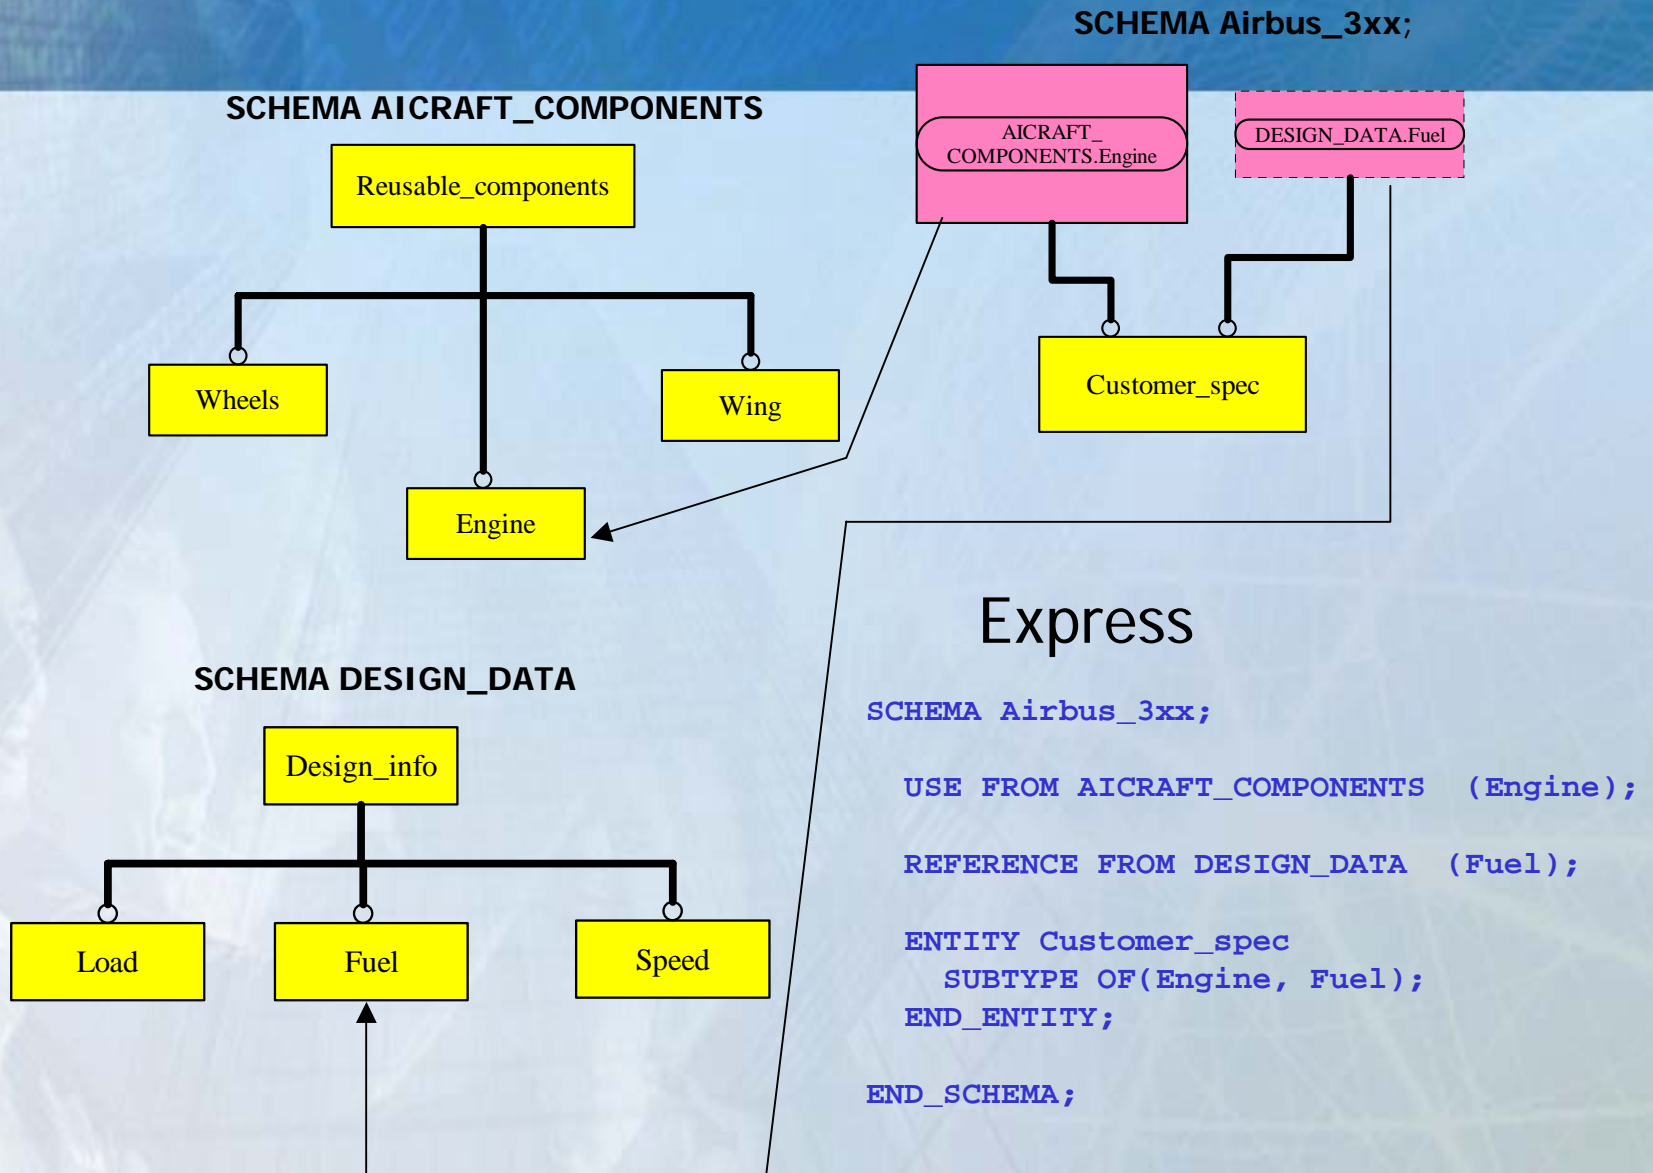 SCHEMA Airbus_3xx;
SCHEMA AICRAFT_COMPONENTS
Reusable_components
Wheels
Wing
Engine
AICRAFT_
COMPONENTS.Engine
DESIGN_DATA.Fuel
Customer_spec
SCHEMA DESIGN_DATA
Design_info
Load
Fuel
Speed
Express
SCHEMA Airbus_3xx;
USE FROM AICRAFT_COMPONENTS (Engine);
REFERENCE FROM DESIGN_DATA (Fuel);
ENTITY Customer_spec
SUBTYPE OF(Engine, Fuel);
END_ENTITY;
END_SCHEMA;